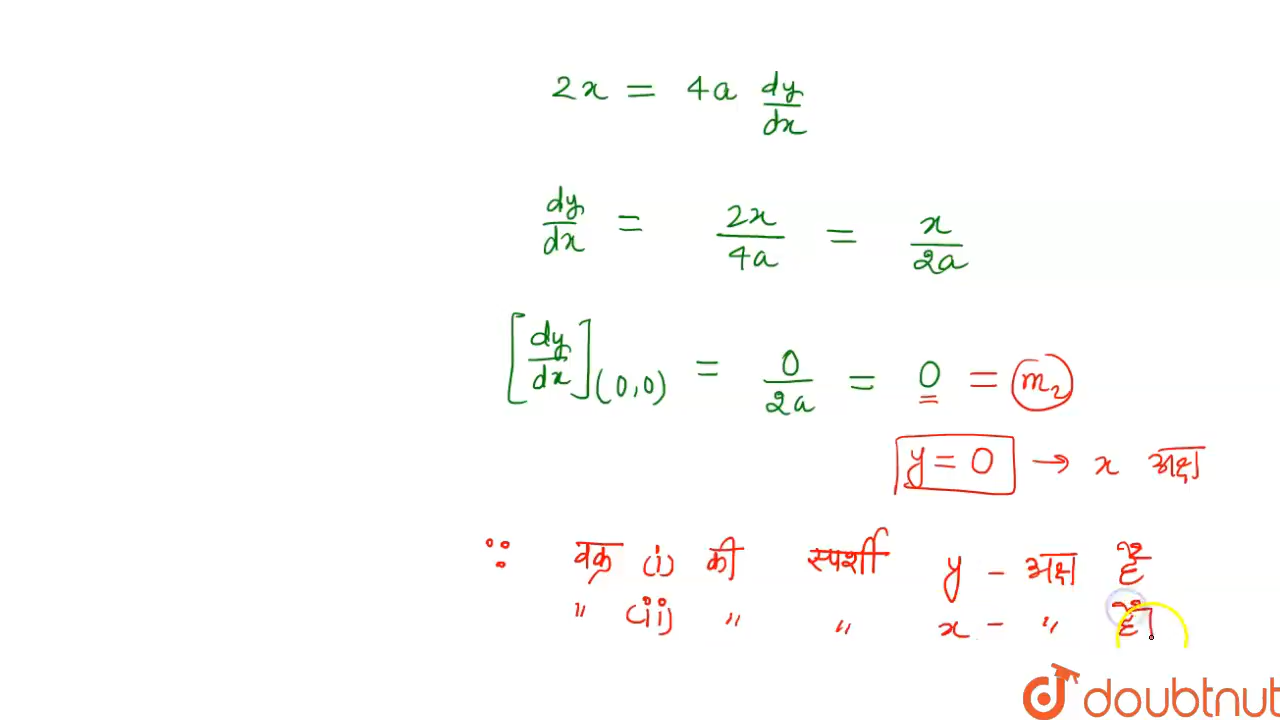 2x = 4a dy/dx
dy/dx = 2x/4a = x/2a
[dy/dx](0,0) = 0/2a = 0 = m₂
y = 0 → x अक्ष
∵ वक्र (i) की स्पर्शी y - अक्ष है
" (ii) " " x - " है।
doubtnut